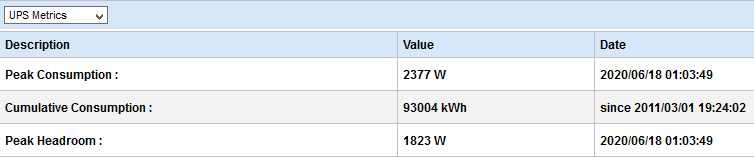 UPS Metrics
Description Value Date
Peak Consumption : 2377 W 2020/06/18 01:03:49
Cumulative Consumption : 93004 kWh since 2011/03/01 19:24:02
Peak Headroom : 1823 W 2020/06/18 01:03:49